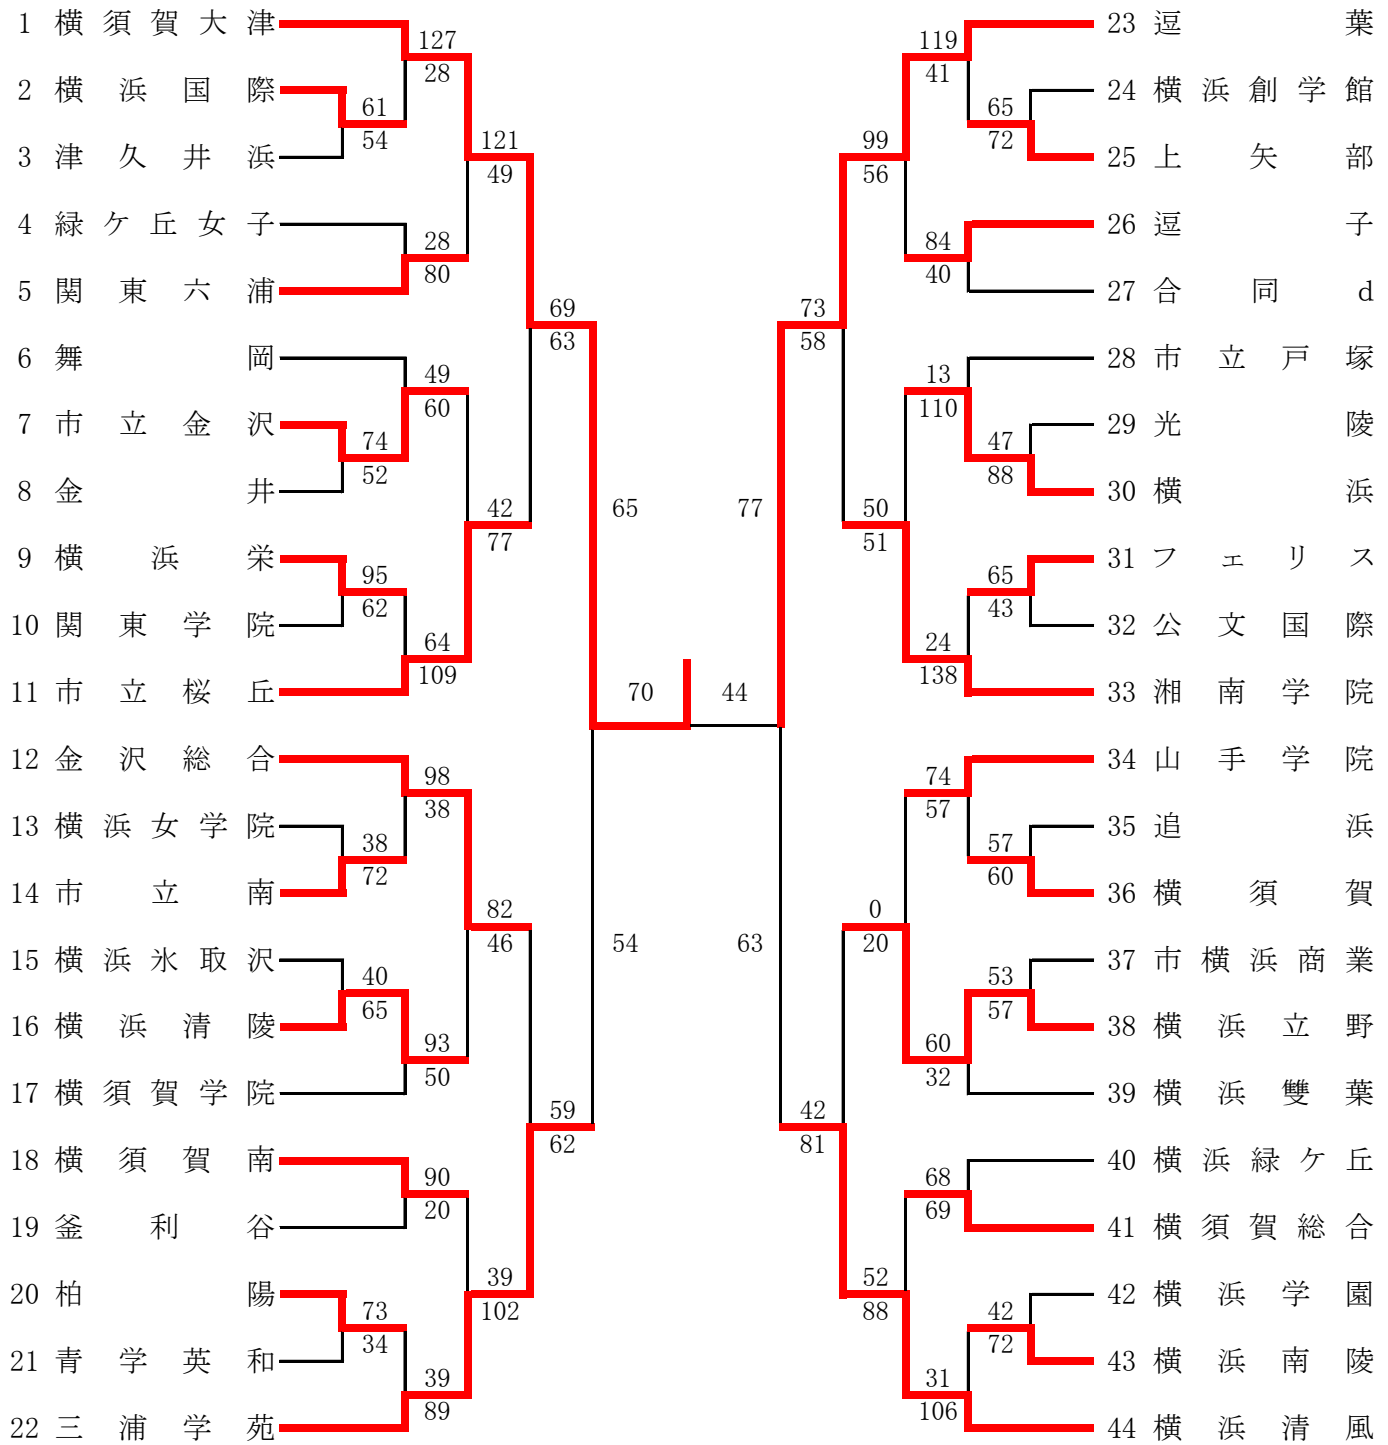 1 横須賀大津
127
28
2 横浜国際
61
54
3 津久井浜
121
49
4 緑ケ丘女子
28
80
5 関東六浦
69
63
6 舞岡
49
60
7 市立金沢
74
52
8 金井
42
77
65
9 横浜栄
95
62
10 関東学院
64
109
11 市立桜丘
70
12 金沢総合
98
38
13 横浜女学院
38
72
14 市立南
82
46
54
15 横浜氷取沢
40
65
16 横浜清陵
93
50
17 横須賀学院
59
62
18 横須賀南
90
20
19 釜利谷
39
102
20 柏陽
73
34
21 青学英和
39
89
22 三浦学苑
119
41
23 逗葉
65
72
24 横浜創学館
99
56
25 上矢部
84
40
26 逗子
27 合同d
73
58
28 市立戸塚
13
110
29 光陵
47
88
30 横浜
77
50
51
31 フェリス
65
43
32 公文国際
24
138
33 湘南学院
44
34 山手学院
74
57
35 追浜
57
60
36 横須賀
0
20
63
37 市横浜商業
53
57
38 横浜立野
60
32
39 横浜雙葉
42
81
40 横浜緑ケ丘
68
69
41 横須賀総合
52
88
42 横浜学園
42
72
43 横浜南陵
31
106
44 横浜清風